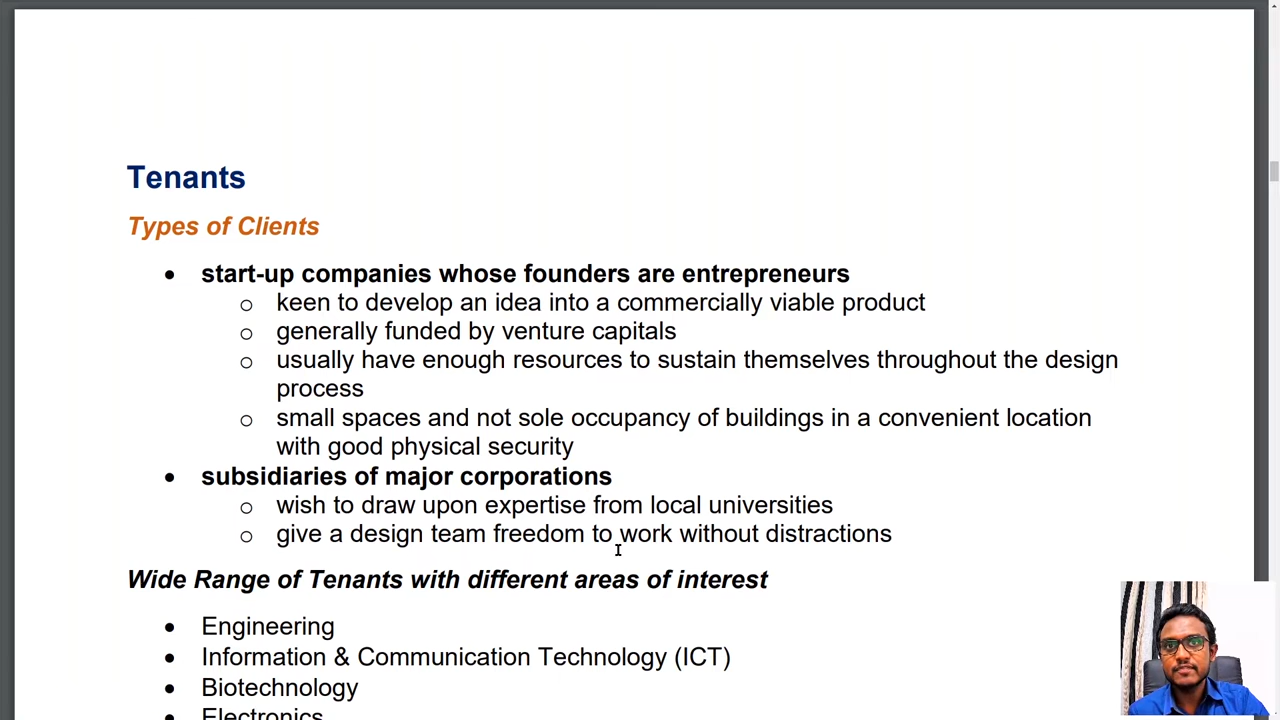 Tenants
Types of Clients
• start-up companies whose founders are entrepreneurs
o keen to develop an idea into a commercially viable product
o generally funded by venture capitals
o usually have enough resources to sustain themselves throughout the design
process
o small spaces and not sole occupancy of buildings in a convenient location
with good physical security
• subsidiaries of major corporations
o wish to draw upon expertise from local universities
o give a design team freedom to work without distractions
Wide Range of Tenants with different areas of interest
• Engineering
• Information & Communication Technology (ICT)
• Biotechnology
• Electronics